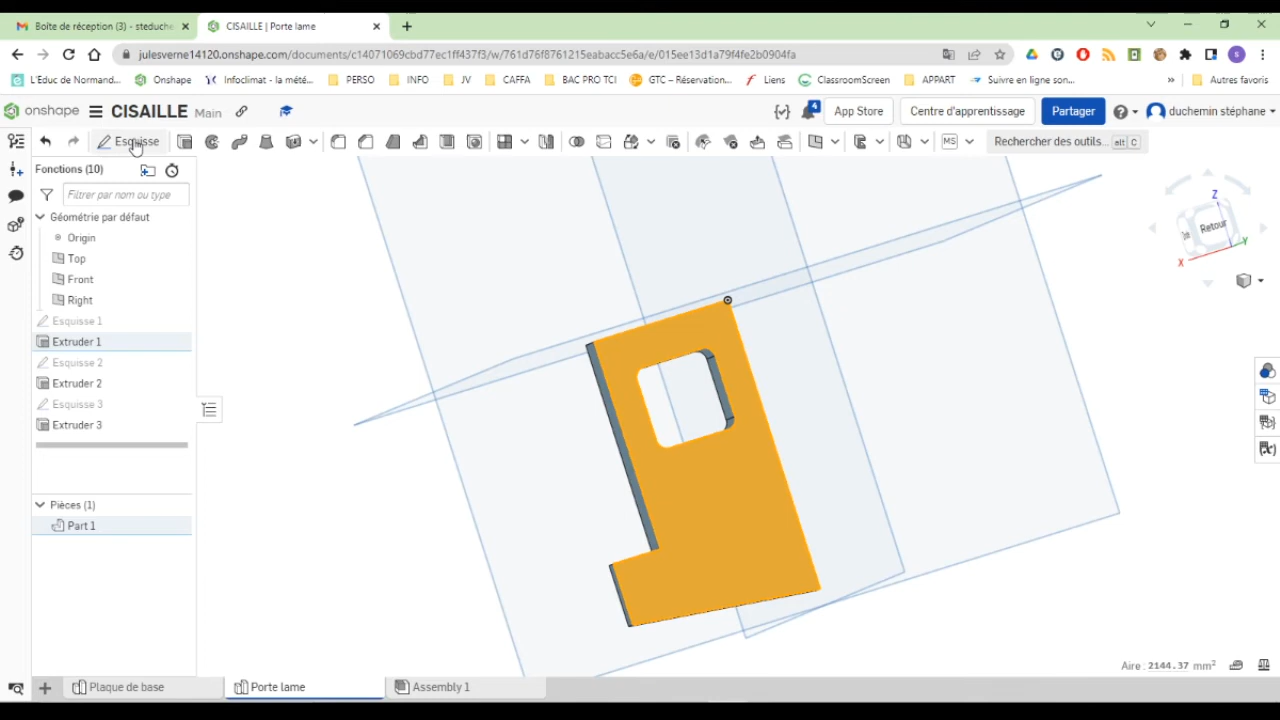 Boîte de réception (3) - steduche
CISAILLE | Porte lame
julesverne14120.onshape.com/documents/c14071069cbd77ec1ff437f3/w/761d76f8761215eabacc5e6a/e/015ee13d1a79f4fe2b0904fa
L'Educ de Normand...
Onshape
Infoclimat - la mété...
PERSO
INFO
JV
CAFFA
BAC PRO TCI
GTC – Réservation...
Liens
ClassroomScreen
APPART
Suivre en ligne son...
»
Autres favoris
onshape
CISAILLE
Main
4
App Store
Centre d'apprentissage
Partager
duchemin stéphane
Esquisse
MS
Rechercher des outils...
alt C
Fonctions (10)
Filtrer par nom ou type
Géométrie par défaut
Origin
Top
Front
Right
Esquisse 1
Extruder 1
Esquisse 2
Extruder 2
Esquisse 3
Extruder 3
Pièces (1)
Part 1
Z
Retour
Y
X
Aire : 2144.37 mm²
Plaque de base
Porte lame
Assembly 1